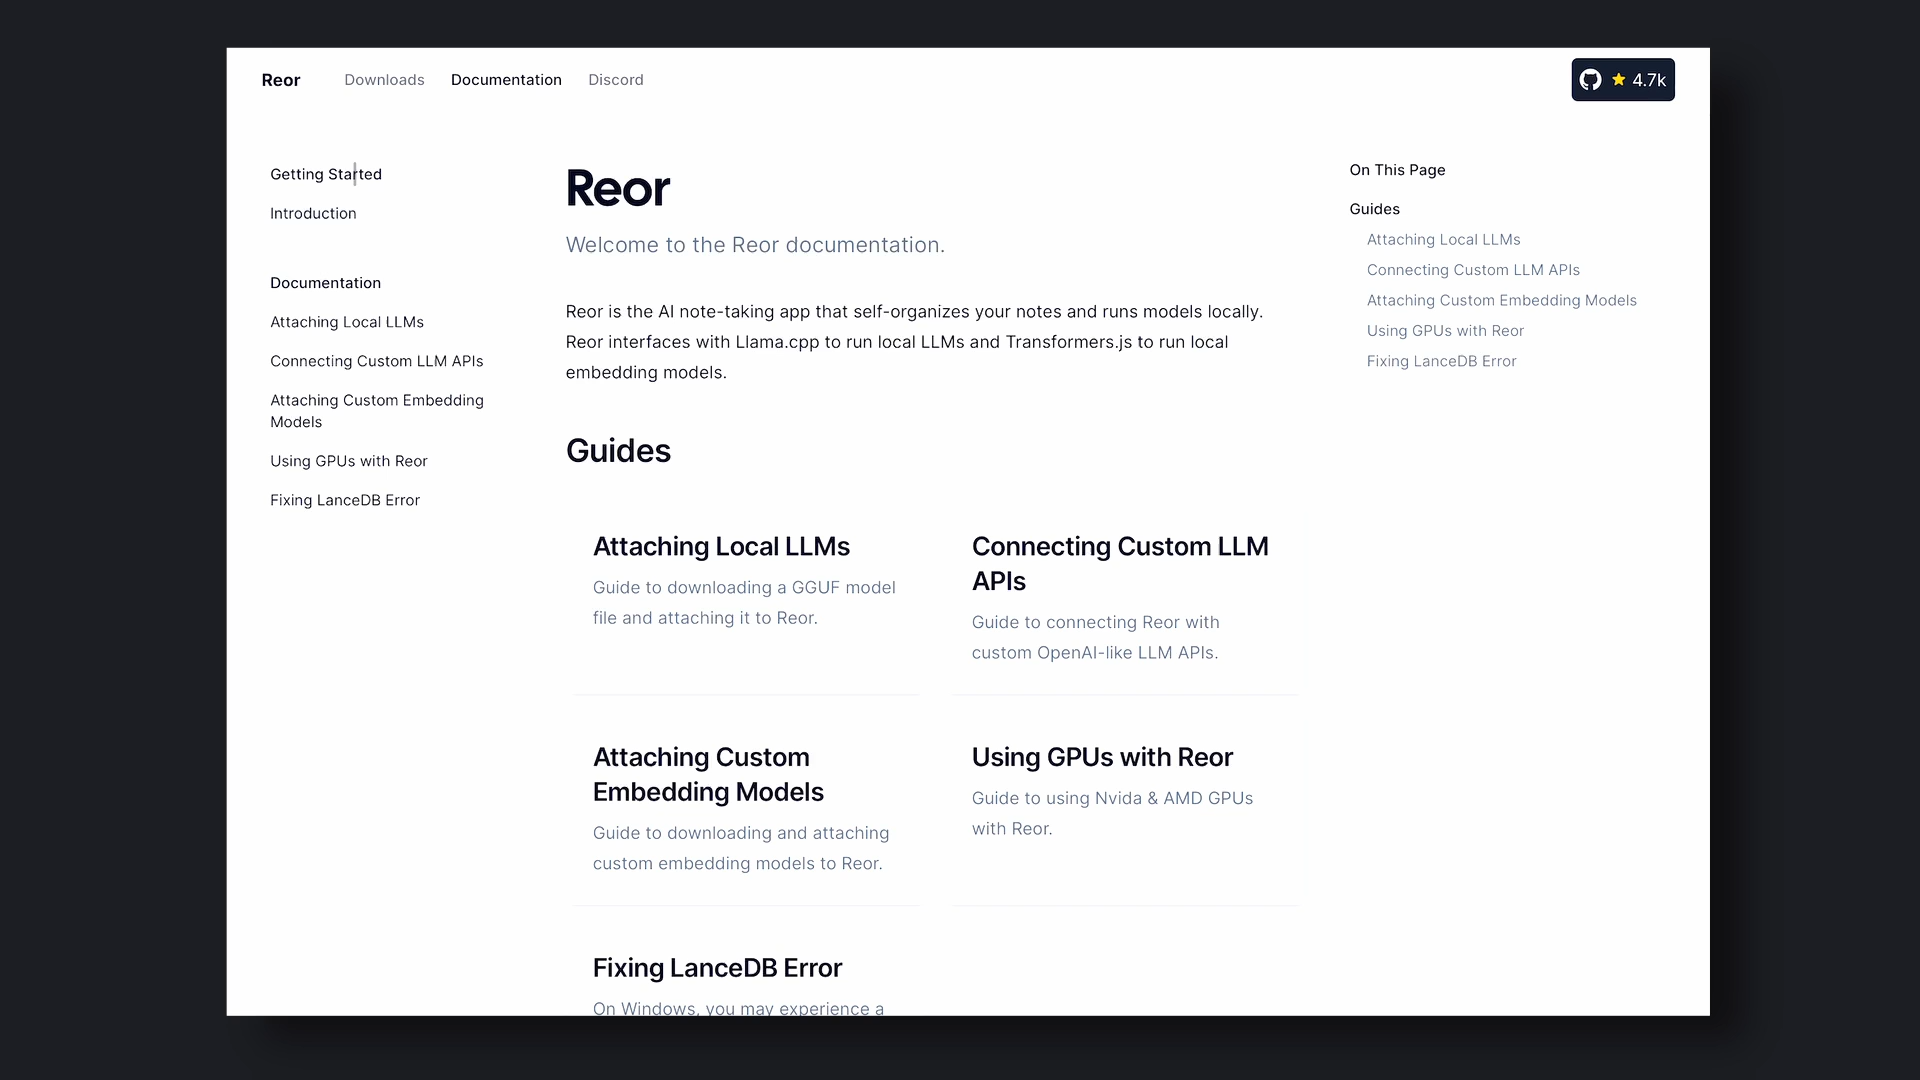 Reor
Downloads
Documentation
Discord
4.7k
Getting Started
Introduction
Documentation
Attaching Local LLMs
Connecting Custom LLM APIs
Attaching Custom Embedding
Models
Using GPUs with Reor
Fixing LanceDB Error
Reor
Welcome to the Reor documentation.
Reor is the AI note-taking app that self-organizes your notes and runs models locally.
Reor interfaces with Llama.cpp to run local LLMs and Transformers.js to run local
embedding models.
Guides
Attaching Local LLMs
Guide to downloading a GGUF model
file and attaching it to Reor.
Connecting Custom LLM
APIs
Guide to connecting Reor with
custom OpenAI-like LLM APIs.
Attaching Custom
Embedding Models
Guide to downloading and attaching
custom embedding models to Reor.
Using GPUs with Reor
Guide to using Nvida & AMD GPUs
with Reor.
Fixing LanceDB Error
On Windows, you may experience a
On This Page
Guides
Attaching Local LLMs
Connecting Custom LLM APIs
Attaching Custom Embedding Models
Using GPUs with Reor
Fixing LanceDB Error